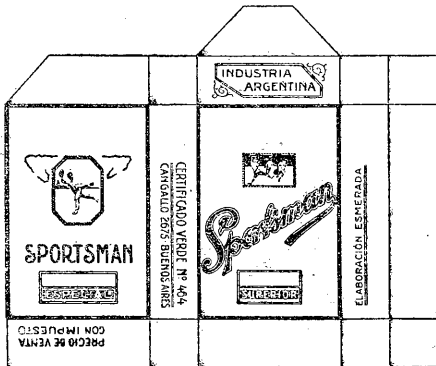 INDUSTRIA
ARGENTINA
SPORTSMAN
ESPECIAL
CERTIFICADO VERDE Nº 464
CANGALLO 2676 BUENOS AIRES
Sportsman
SUPERIOR
ELABORACIÓN ESMERADA
PRECIO DE VENTA
CON IMPUESTO